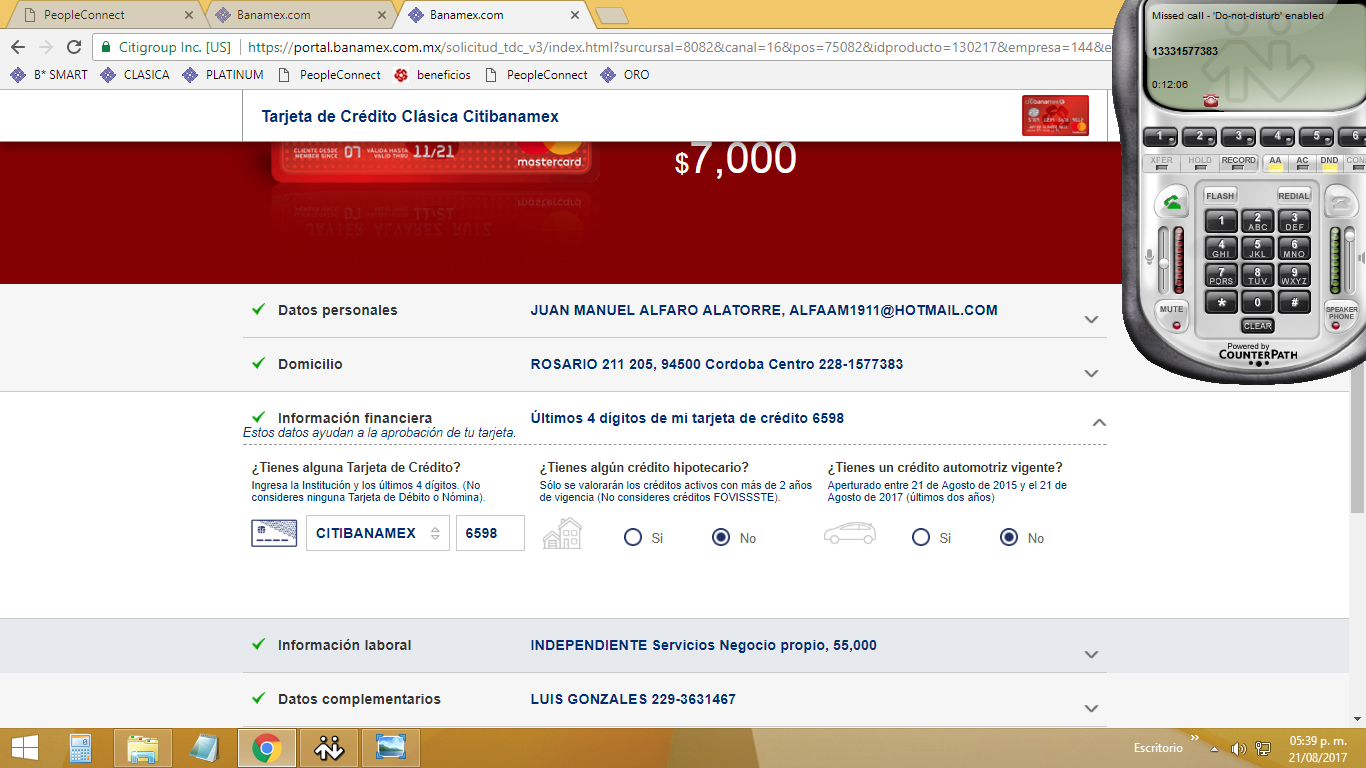 PeopleConnect
Banamex.com
Banamex.com
Citigroup Inc. [US]
https://portal.banamex.com.mx/solicitud_tdc_v3/index.html?surcursal=8082&canal=16&pos=75082&idproducto=130217&empresa=144&e
B* SMART
CLASICA
PLATINUM
PeopleConnect
beneficios
PeopleConnect
ORO
Tarjeta de Crédito Clásica Citibanamex
CLIENTE DESDE
MEMBER SINCE 07
VÁLIDA HASTA
VALID THRU 11/21
mastercard
$7,000
Datos personales
JUAN MANUEL ALFARO ALATORRE, ALFAAM1911@HOTMAIL.COM
Domicilio
ROSARIO 211 205, 94500 Cordoba Centro 228-1577383
Información financiera
Últimos 4 dígitos de mi tarjeta de crédito 6598
Estos datos ayudan a la aprobación de tu tarjeta.
¿Tienes alguna Tarjeta de Crédito?
Ingresa la Institución y los últimos 4 dígitos. (No
consideres ninguna Tarjeta de Débito o Nómina).
CITIBANAMEX
6598
¿Tienes algún crédito hipotecario?
Sólo se valorarán los créditos activos con más de 2 años
de vigencia (No consideres créditos FOVISSSTE).
Si
No
¿Tienes un crédito automotriz vigente?
Aperturado entre 21 de Agosto de 2015 y el 21 de
Agosto de 2017 (últimos dos años)
Si
No
Información laboral
INDEPENDIENTE Servicios Negocio propio, 55,000
Datos complementarios
LUIS GONZALES 229-3631467
Missed call - 'Do-not-disturb' enabled
13331577383
0:12:06
1 2 3 4 5 6
XFER HOLD RECORD AA AC DND CON
FLASH
REDIAL
1
2 ABC
3 DEF
4 GHI
5 JKL
6 MNO
7 PQRS
8 TUV
9 WXYZ
* 0 #
MUTE
CLEAR
SPEAKER
PHONE
Powered by
COUNTERPATH
Escritorio
05:39 p. m.
21/08/2017